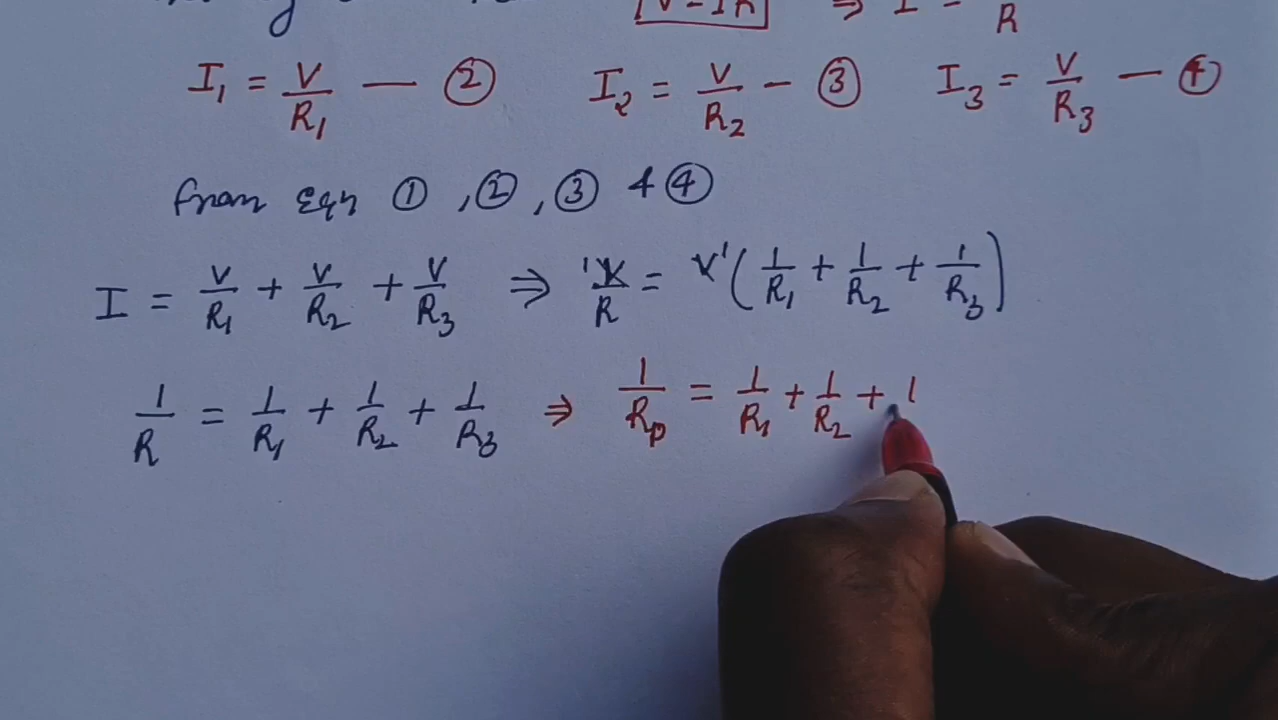 V = IR ⇒ I = — R
I₁ = V/R₁ — ② I₂ = V/R₂ — ③ I₃ = V/R₃ — ④
from Eqn ① , ② , ③ & ④
I = V/R₁ + V/R₂ + V/R₃ ⇒ V/R = V(1/R₁ + 1/R₂ + 1/R₃)
1/R = 1/R₁ + 1/R₂ + 1/R₃ ⇒ 1/Rₚ = 1/R₁ + 1/R₂ + 1